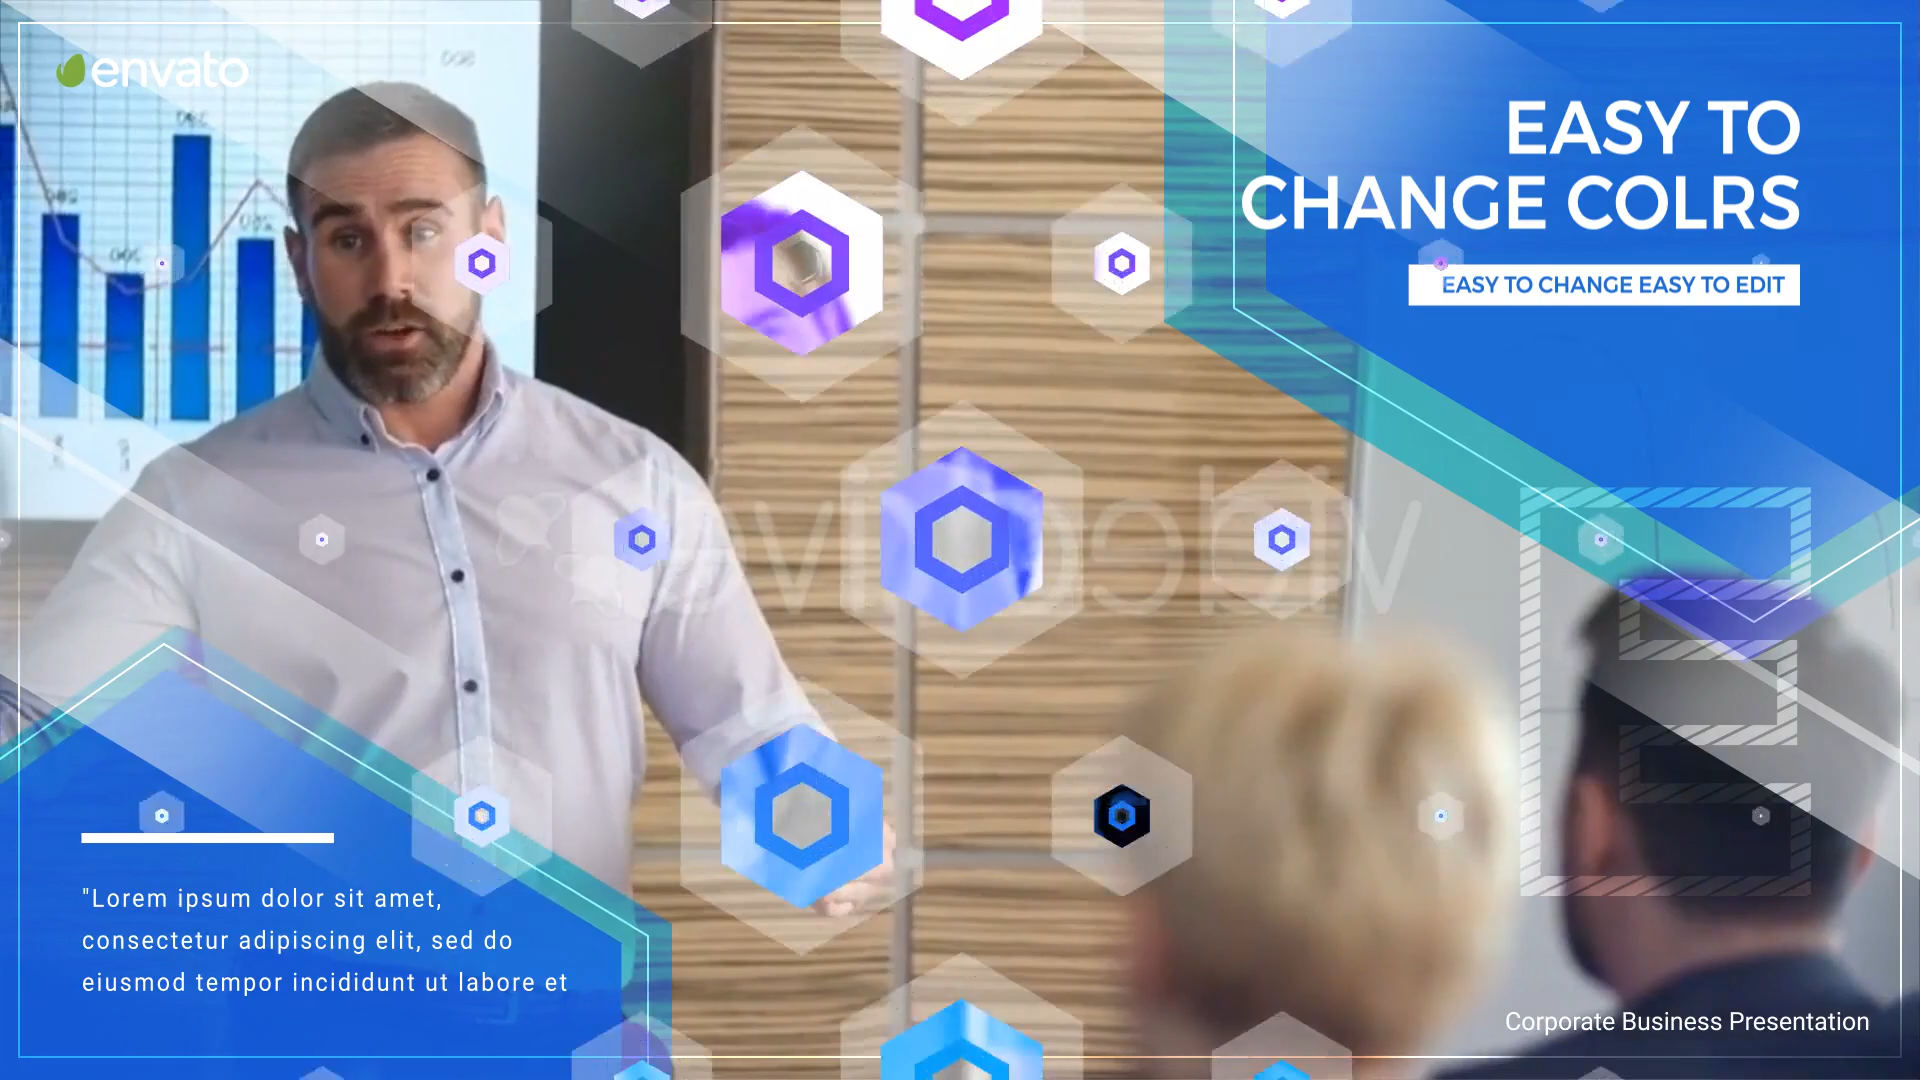 envato
EASY TO
CHANGE COLRS
EASY TO CHANGE EASY TO EDIT
"Lorem ipsum dolor sit amet,
consectetur adipiscing elit, sed do
eiusmod tempor incididunt ut labore et
Corporate Business Presentation